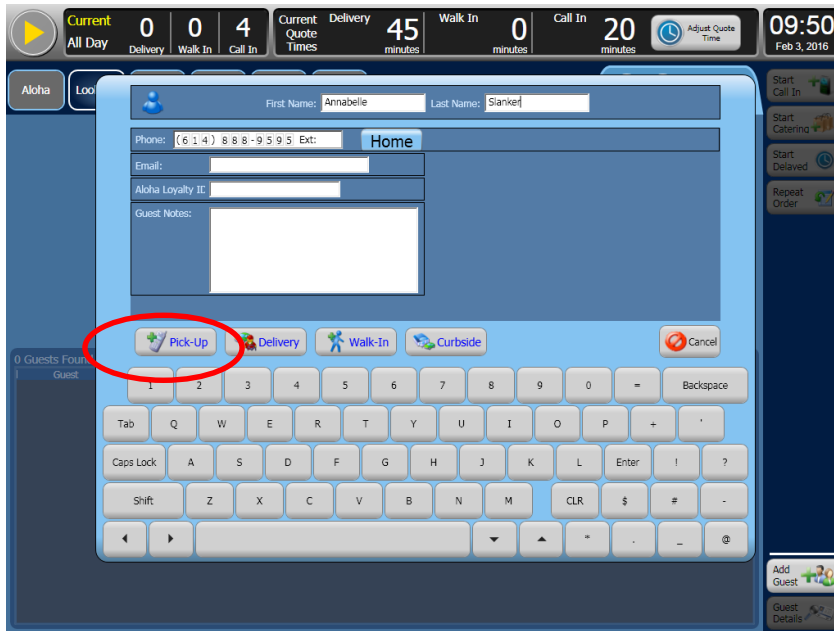 Current
All Day
0 Delivery
0 Walk In
4 Call In
Current Quote Times
Delivery 45 minutes
Walk In 0 minutes
Call In 20 minutes
Adjust Quote Time
09:50
Feb 3, 2016
Aloha
Start Call In
Start Catering
Start Delayed
Repeat Order
First Name: Annabelle
Last Name: Slanker
Phone: (614) 888-9595 Ext:
Home
Email:
Aloha Loyalty ID
Guest Notes:
Pick-Up
Delivery
Walk-In
Curbside
Cancel
0 Guests Found
Guest
1 2 3 4 5 6 7 8 9 0 = Backspace
Tab Q W E R T Y U I O P + '
Caps Lock A S D F G H J K L Enter ! ?
Shift Z X C V B N M CLR $ # -
* . _ @
Add Guest
Guest Details